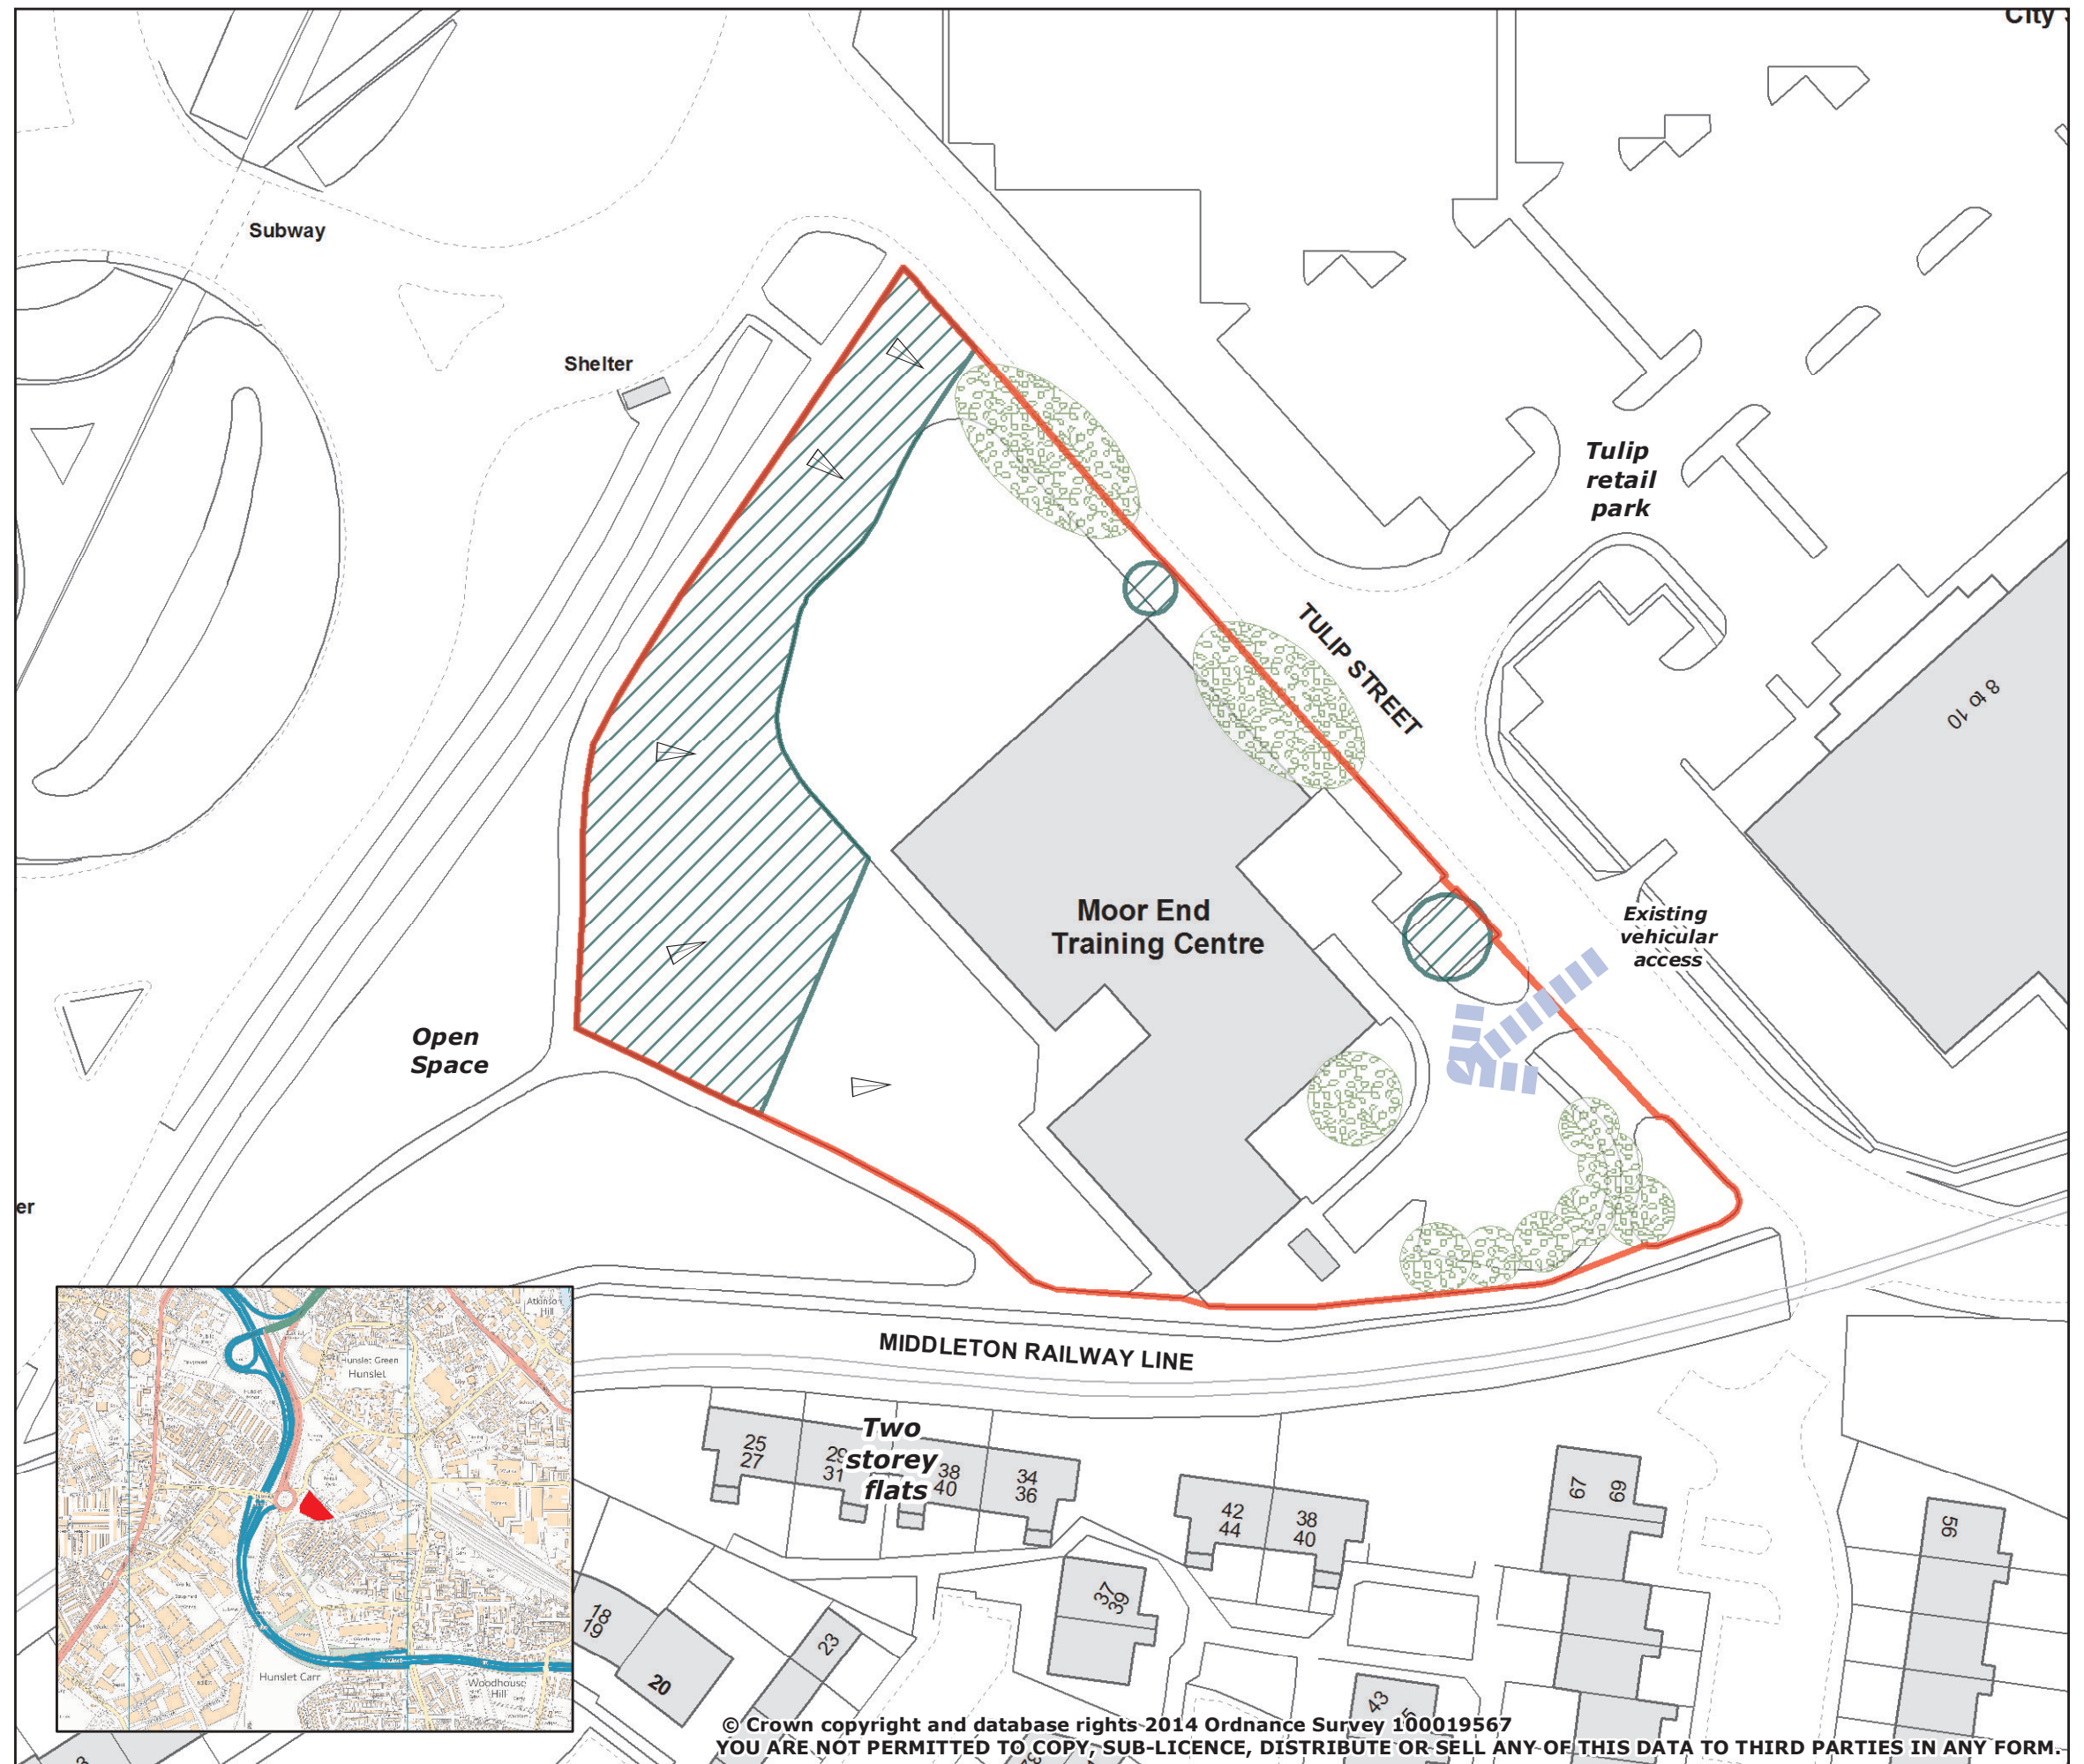 City
Subway
Shelter
Tulip
retail
park
TULIP STREET
8 to 10
Moor End
Training Centre
Existing
vehicular
access
Open
Space
er
MIDDLETON RAILWAY LINE
Atkinson
Hill
Hunslet Green
Hunslet
Hunslet Carr
Woodhouse
Hill
25
27
29
31
Two
storey
flats
38
40
34
36
42
44
38
40
67
69
56
37
39
18
19
20
23
43
© Crown copyright and database rights 2014 Ordnance Survey 100019567
YOU ARE NOT PERMITTED TO COPY, SUB-LICENCE, DISTRIBUTE OR SELL ANY OF THIS DATA TO THIRD PARTIES IN ANY FORM.